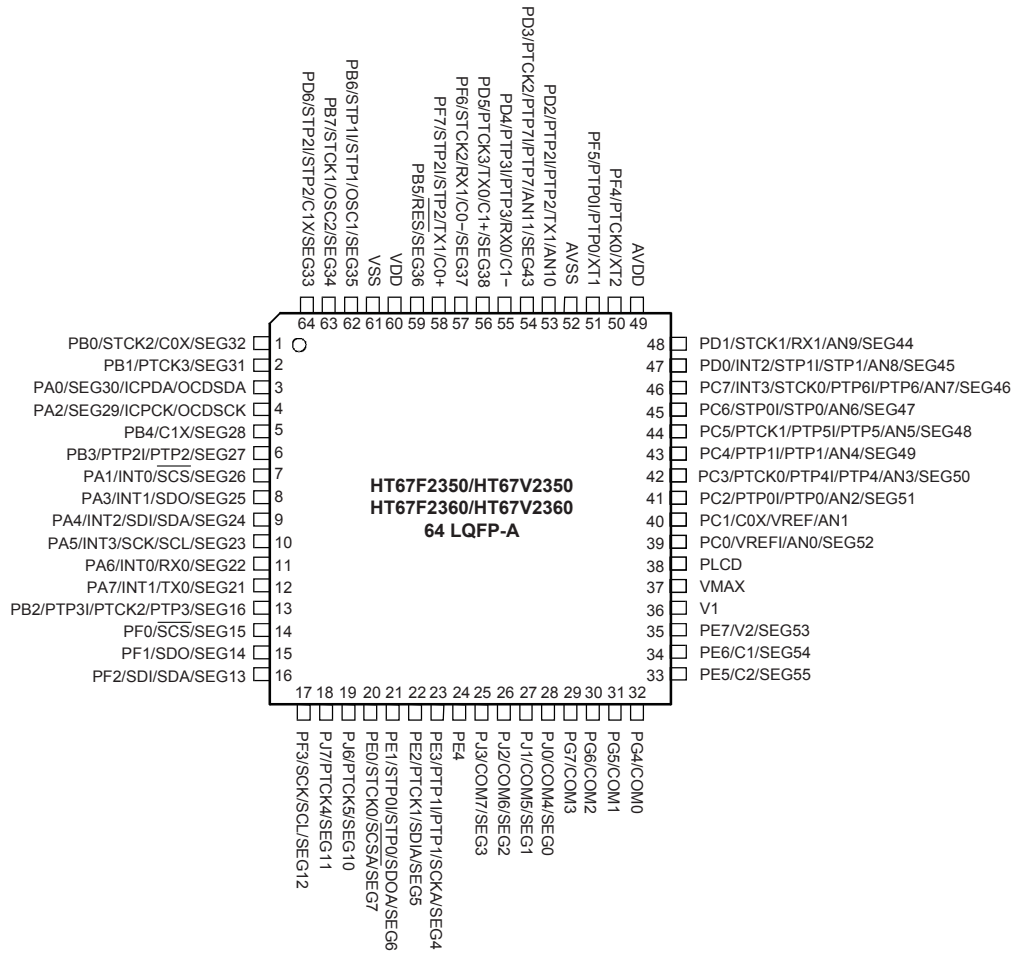 PD6/STP2I/STP2/C1X/SEG33
PB7/STCK1/OSC2/SEG34
PB6/STP1I/STP1/OSC1/SEG35
VSS
VDD
PB5/RES/SEG36
PF7/STP2I/STP2/TX1/C0+
PF6/STCK2/RX1/C0−/SEG37
PD5/PTCK3/TX0/C1+/SEG38
PD4/PTP3I/PTP3/RX0/C1−
PD3/PTCK2/PTP7I/PTP7/AN11/SEG43
PD2/PTP2I/PTP2/TX1/AN10
AVSS
PF5/PTP0I/PTP0/XT1
PF4/PTCK0/XT2
AVDD
64 63 62 61 60 59 58 57 56 55 54 53 52 51 50 49
PB0/STCK2/C0X/SEG32 1
PB1/PTCK3/SEG31 2
PA0/SEG30/ICPDA/OCDSDA 3
PA2/SEG29/ICPCK/OCDSCK 4
PB4/C1X/SEG28 5
PB3/PTP2I/PTP2/SEG27 6
PA1/INT0/SCS/SEG26 7
PA3/INT1/SDO/SEG25 8
PA4/INT2/SDI/SDA/SEG24 9
PA5/INT3/SCK/SCL/SEG23 10
PA6/INT0/RX0/SEG22 11
PA7/INT1/TX0/SEG21 12
PB2/PTP3I/PTCK2/PTP3/SEG16 13
PF0/SCS/SEG15 14
PF1/SDO/SEG14 15
PF2/SDI/SDA/SEG13 16
HT67F2350/HT67V2350
HT67F2360/HT67V2360
64 LQFP-A
48 PD1/STCK1/RX1/AN9/SEG44
47 PD0/INT2/STP1I/STP1/AN8/SEG45
46 PC7/INT3/STCK0/PTP6I/PTP6/AN7/SEG46
45 PC6/STP0I/STP0/AN6/SEG47
44 PC5/PTCK1/PTP5I/PTP5/AN5/SEG48
43 PC4/PTP1I/PTP1/AN4/SEG49
42 PC3/PTCK0/PTP4I/PTP4/AN3/SEG50
41 PC2/PTP0I/PTP0/AN2/SEG51
40 PC1/C0X/VREF/AN1
39 PC0/VREFI/AN0/SEG52
38 PLCD
37 VMAX
36 V1
35 PE7/V2/SEG53
34 PE6/C1/SEG54
33 PE5/C2/SEG55
17 18 19 20 21 22 23 24 25 26 27 28 29 30 31 32
PF3/SCK/SCL/SEG12
PJ7/PTCK4/SEG11
PJ6/PTCK5/SEG10
PE0/STCK0/SCSA/SEG7
PE1/STP0I/STP0/SDOA/SEG6
PE2/PTCK1/SDIA/SEG5
PE3/PTP1I/PTP1/SCKA/SEG4
PE4
PJ3/COM7/SEG3
PJ2/COM6/SEG2
PJ1/COM5/SEG1
PJ0/COM4/SEG0
PG7/COM3
PG6/COM2
PG5/COM1
PG4/COM0